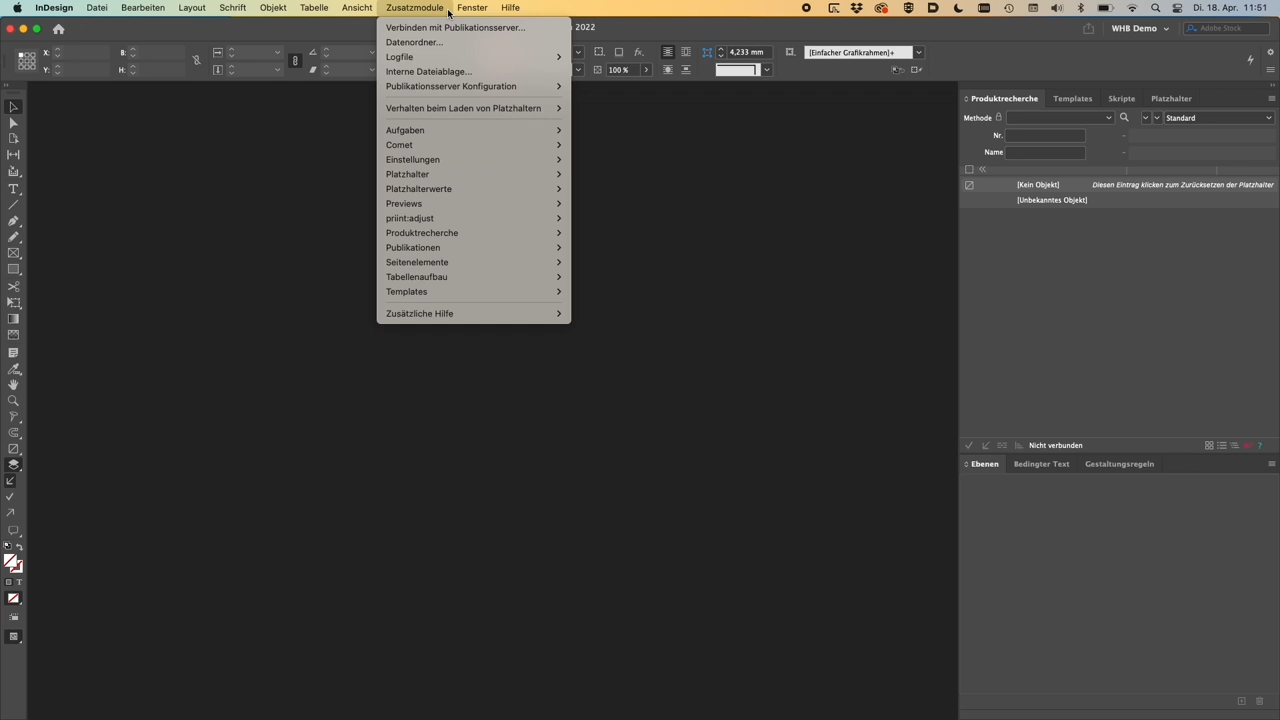 InDesign Datei Bearbeiten Layout Schrift Objekt Tabelle Ansicht Zusatzmodule Fenster Hilfe Di. 18. Apr. 11:51
2022 WHB Demo Adobe Stock
X: B: 4,233 mm [Einfacher Grafikrahmen]+
Y: H: 100 %
Verbinden mit Publikationsserver...
Datenordner...
Logfile
Interne Dateiablage...
Publikationsserver Konfiguration
Verhalten beim Laden von Platzhaltern
Aufgaben
Comet
Einstellungen
Platzhalter
Platzhalterwerte
Previews
priint:adjust
Produktrecherche
Publikationen
Seitenelemente
Tabellenaufbau
Templates
Zusätzliche Hilfe
Produktrecherche Templates Skripte Platzhalter
Methode Standard
Nr.
Name
[Kein Objekt] Diesen Eintrag klicken zum Zurücksetzen der Platzhalter
[Unbekanntes Objekt]
Nicht verbunden
Ebenen Bedingter Text Gestaltungsregeln